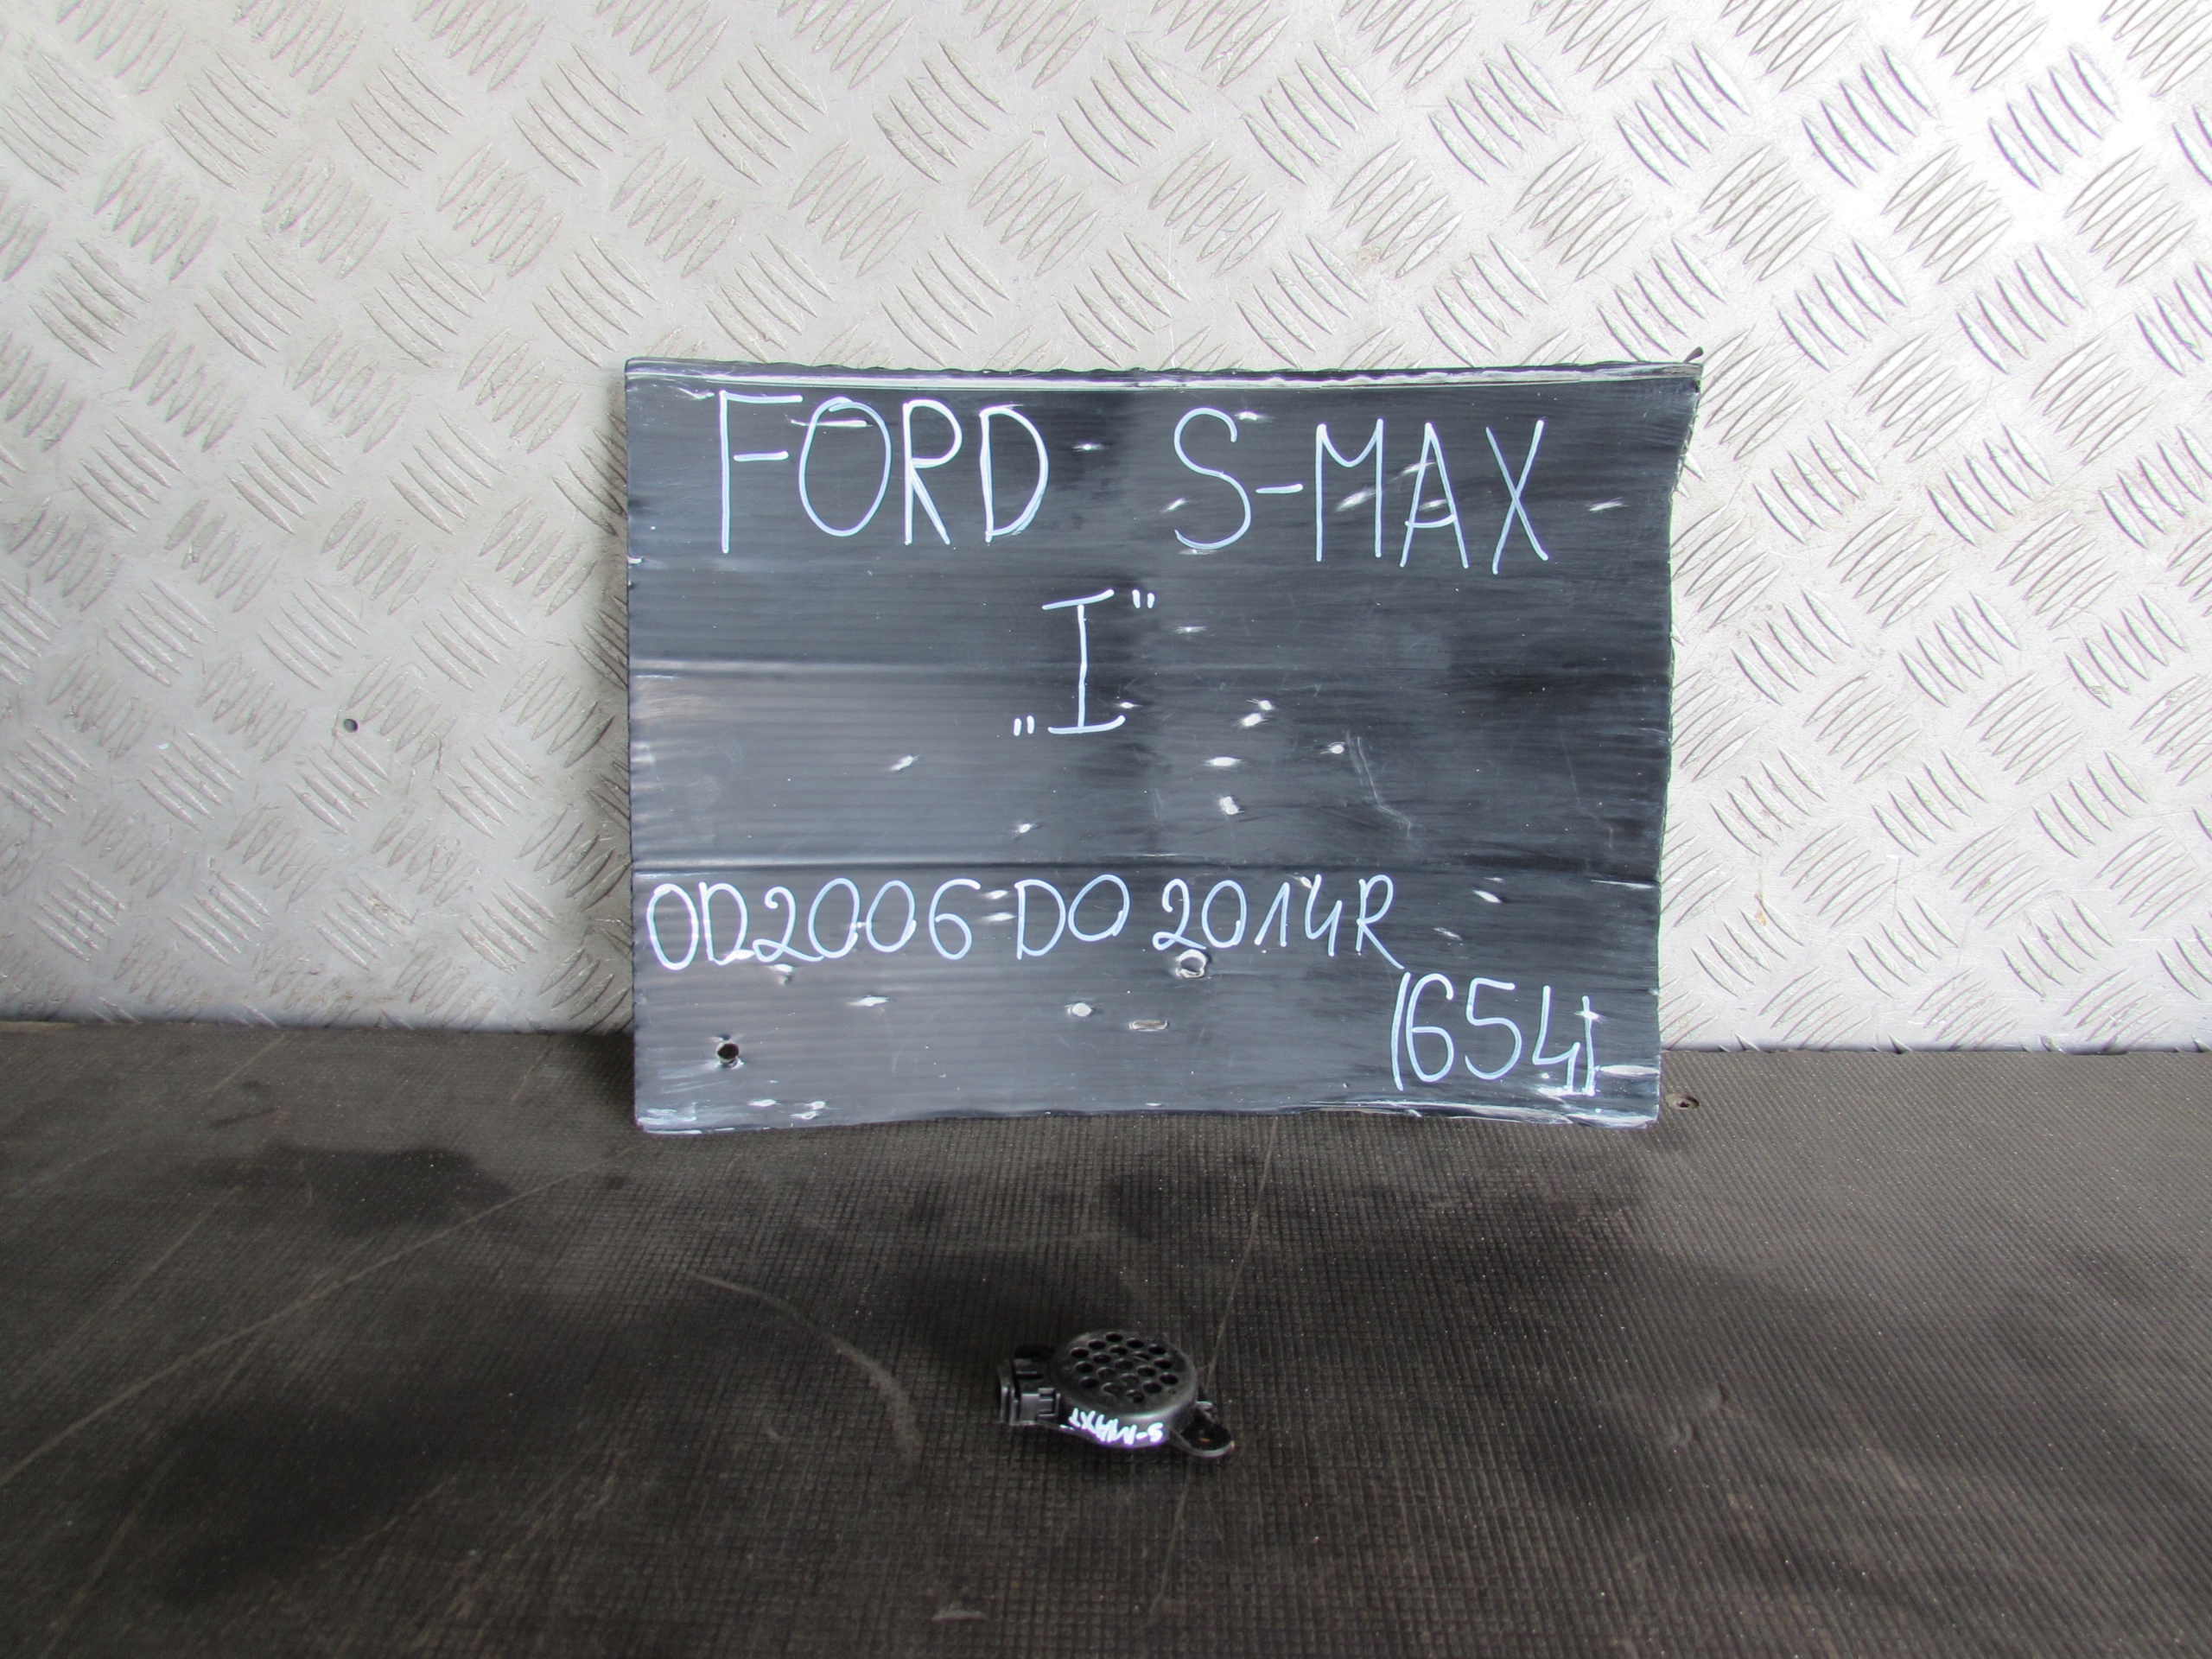 FORD S-MAX
„I”
OD2006 DO 2014R
(654)
S-MAX I